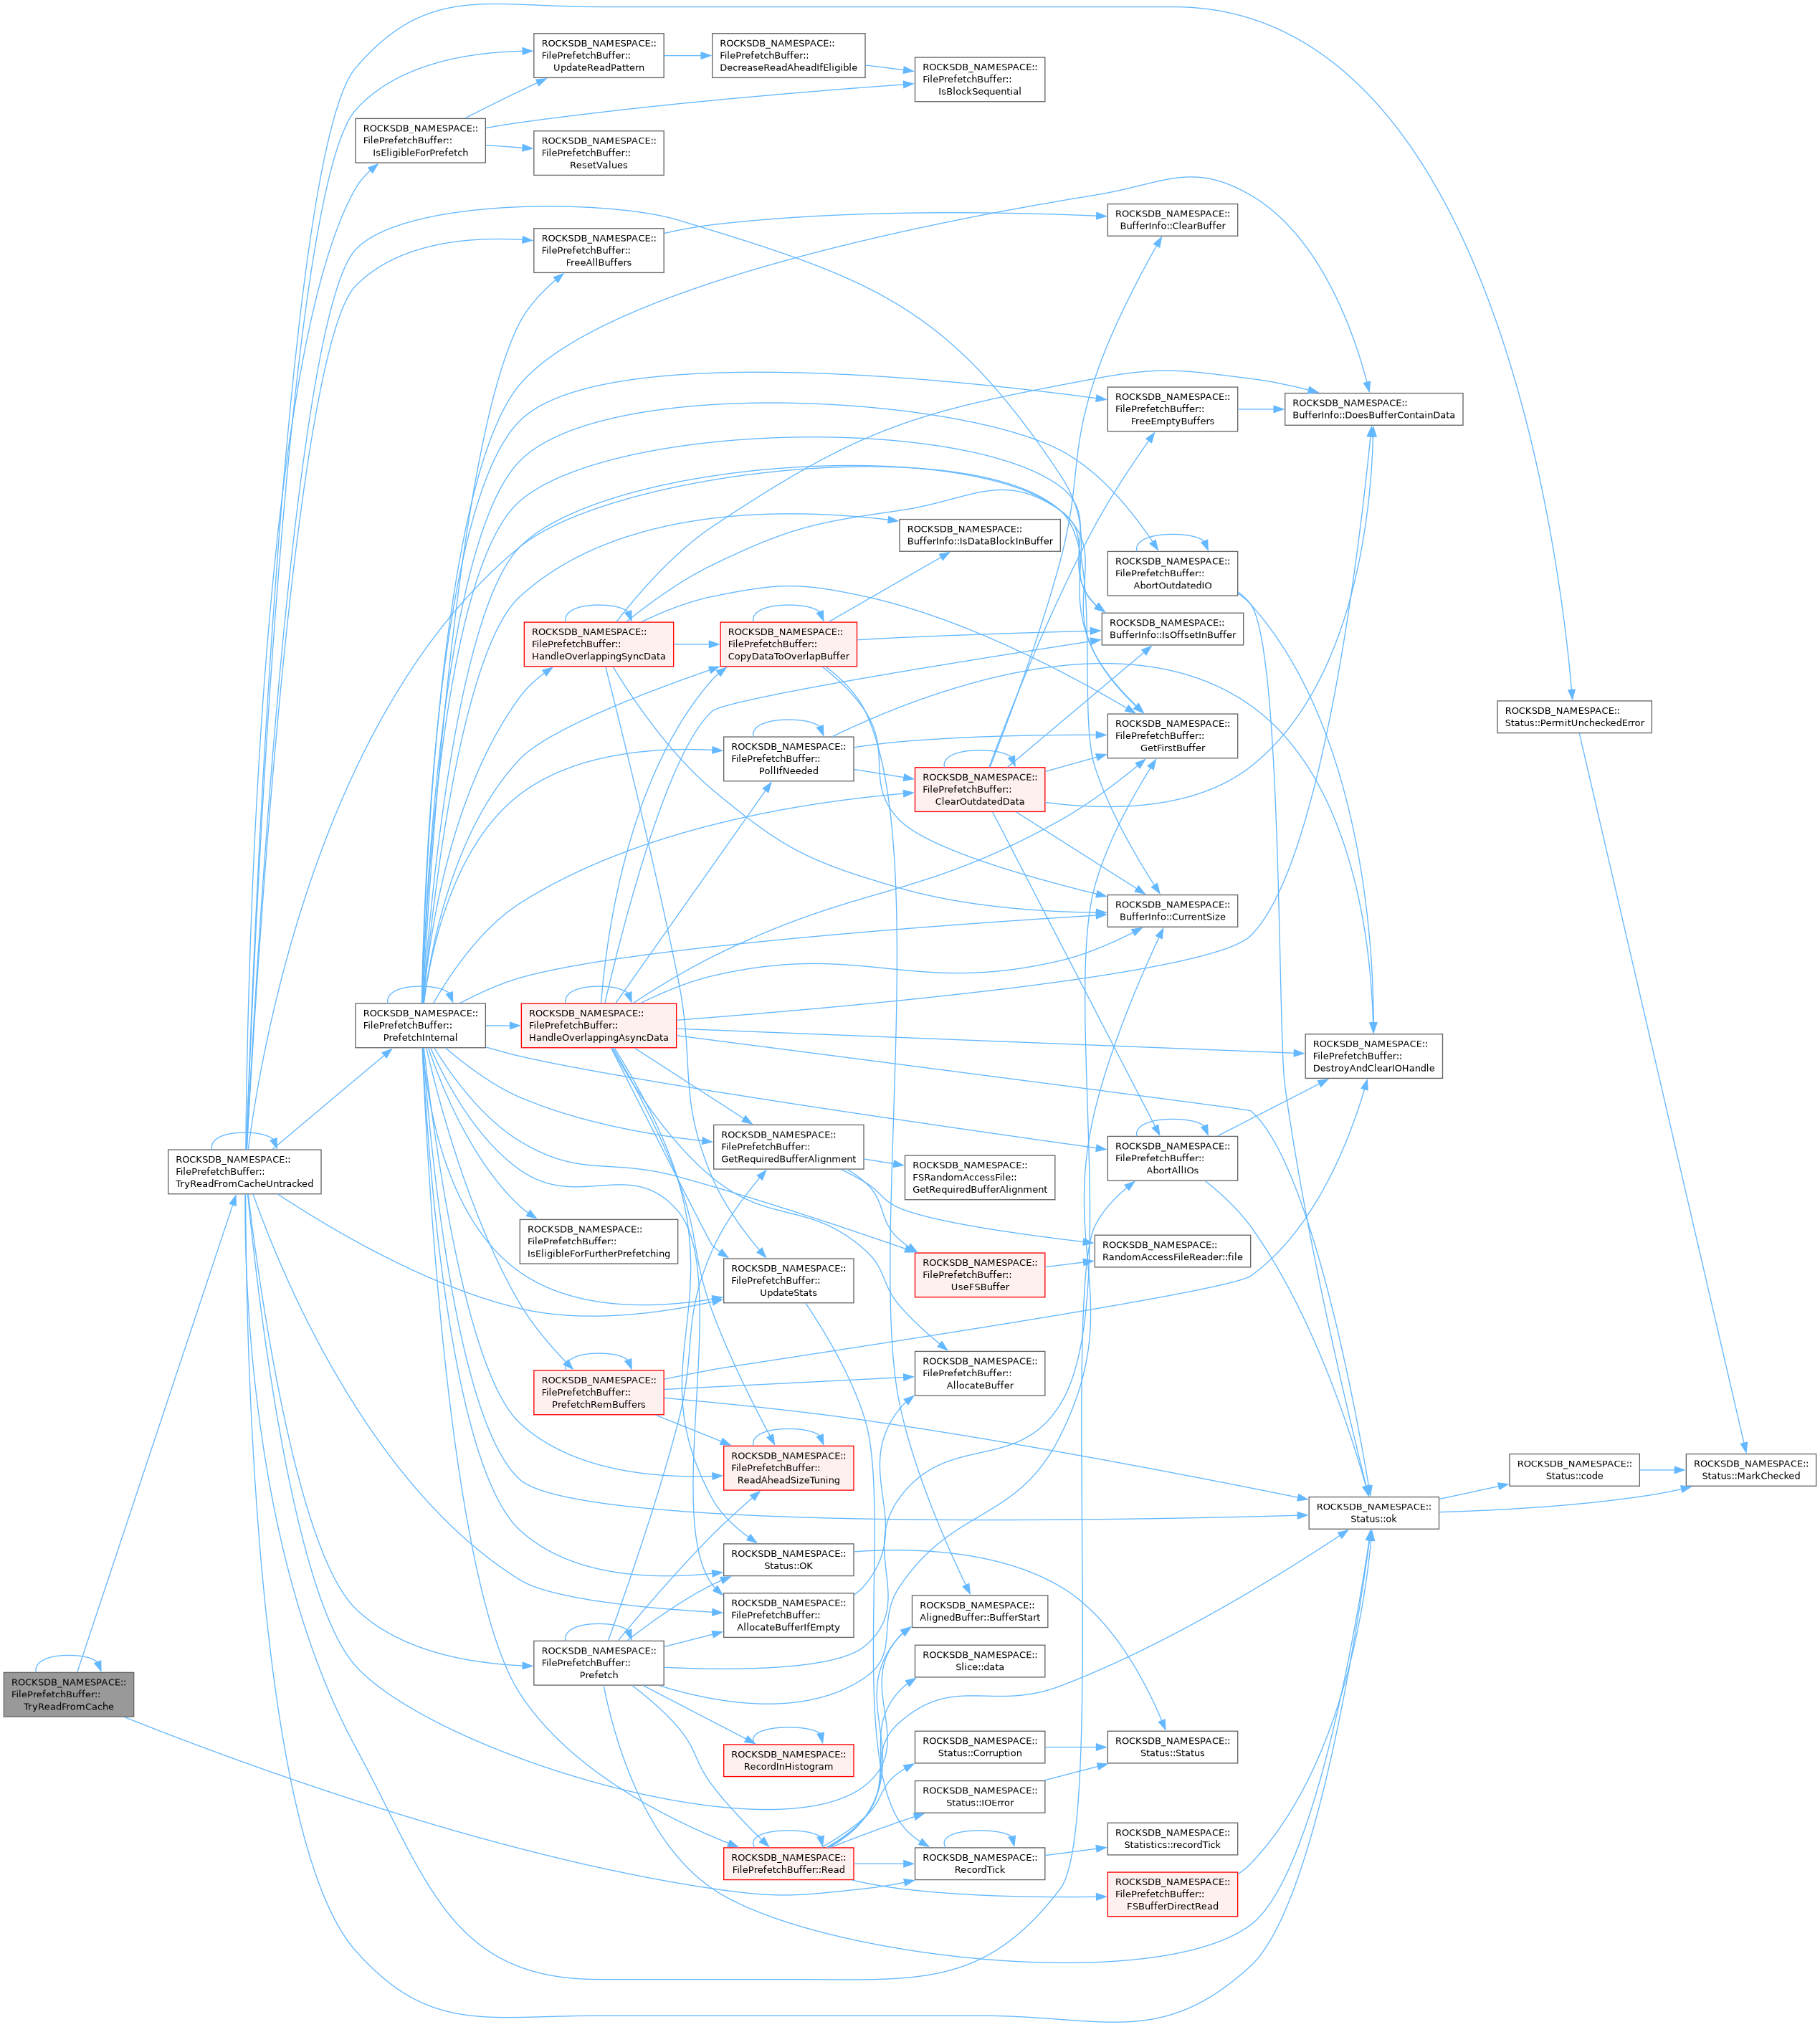 ROCKSDB_NAMESPACE::
FilePrefetchBuffer::
UpdateReadPattern
ROCKSDB_NAMESPACE::
FilePrefetchBuffer::
DecreaseReadAheadIfEligible
ROCKSDB_NAMESPACE::
FilePrefetchBuffer::
IsBlockSequential
ROCKSDB_NAMESPACE::
FilePrefetchBuffer::
IsEligibleForPrefetch
ROCKSDB_NAMESPACE::
FilePrefetchBuffer::
ResetValues
ROCKSDB_NAMESPACE::
BufferInfo::ClearBuffer
ROCKSDB_NAMESPACE::
FilePrefetchBuffer::
FreeAllBuffers
ROCKSDB_NAMESPACE::
FilePrefetchBuffer::
FreeEmptyBuffers
ROCKSDB_NAMESPACE::
BufferInfo::DoesBufferContainData
ROCKSDB_NAMESPACE::
BufferInfo::IsDataBlockInBuffer
ROCKSDB_NAMESPACE::
FilePrefetchBuffer::
AbortOutdatedIO
ROCKSDB_NAMESPACE::
FilePrefetchBuffer::
HandleOverlappingSyncData
ROCKSDB_NAMESPACE::
FilePrefetchBuffer::
CopyDataToOverlapBuffer
ROCKSDB_NAMESPACE::
BufferInfo::IsOffsetInBuffer
ROCKSDB_NAMESPACE::
Status::PermitUncheckedError
ROCKSDB_NAMESPACE::
FilePrefetchBuffer::
GetFirstBuffer
ROCKSDB_NAMESPACE::
FilePrefetchBuffer::
PollIfNeeded
ROCKSDB_NAMESPACE::
FilePrefetchBuffer::
ClearOutdatedData
ROCKSDB_NAMESPACE::
BufferInfo::CurrentSize
ROCKSDB_NAMESPACE::
FilePrefetchBuffer::
PrefetchInternal
ROCKSDB_NAMESPACE::
FilePrefetchBuffer::
HandleOverlappingAsyncData
ROCKSDB_NAMESPACE::
FilePrefetchBuffer::
DestroyAndClearIOHandle
ROCKSDB_NAMESPACE::
FilePrefetchBuffer::
GetRequiredBufferAlignment
ROCKSDB_NAMESPACE::
FilePrefetchBuffer::
AbortAllIOs
ROCKSDB_NAMESPACE::
FilePrefetchBuffer::
TryReadFromCacheUntracked
ROCKSDB_NAMESPACE::
FSRandomAccessFile::
GetRequiredBufferAlignment
ROCKSDB_NAMESPACE::
FilePrefetchBuffer::
IsEligibleForFurtherPrefetching
ROCKSDB_NAMESPACE::
RandomAccessFileReader::file
ROCKSDB_NAMESPACE::
FilePrefetchBuffer::
UpdateStats
ROCKSDB_NAMESPACE::
FilePrefetchBuffer::
UseFSBuffer
ROCKSDB_NAMESPACE::
FilePrefetchBuffer::
AllocateBuffer
ROCKSDB_NAMESPACE::
FilePrefetchBuffer::
PrefetchRemBuffers
ROCKSDB_NAMESPACE::
FilePrefetchBuffer::
ReadAheadSizeTuning
ROCKSDB_NAMESPACE::
Status::code
ROCKSDB_NAMESPACE::
Status::MarkChecked
ROCKSDB_NAMESPACE::
Status::ok
ROCKSDB_NAMESPACE::
Status::OK
ROCKSDB_NAMESPACE::
FilePrefetchBuffer::
AllocateBufferIfEmpty
ROCKSDB_NAMESPACE::
AlignedBuffer::BufferStart
ROCKSDB_NAMESPACE::
FilePrefetchBuffer::
Prefetch
ROCKSDB_NAMESPACE::
Slice::data
ROCKSDB_NAMESPACE::
FilePrefetchBuffer::
TryReadFromCache
ROCKSDB_NAMESPACE::
RecordInHistogram
ROCKSDB_NAMESPACE::
Status::Corruption
ROCKSDB_NAMESPACE::
Status::Status
ROCKSDB_NAMESPACE::
Status::IOError
ROCKSDB_NAMESPACE::
Statistics::recordTick
ROCKSDB_NAMESPACE::
FilePrefetchBuffer::Read
ROCKSDB_NAMESPACE::
RecordTick
ROCKSDB_NAMESPACE::
FilePrefetchBuffer::
FSBufferDirectRead